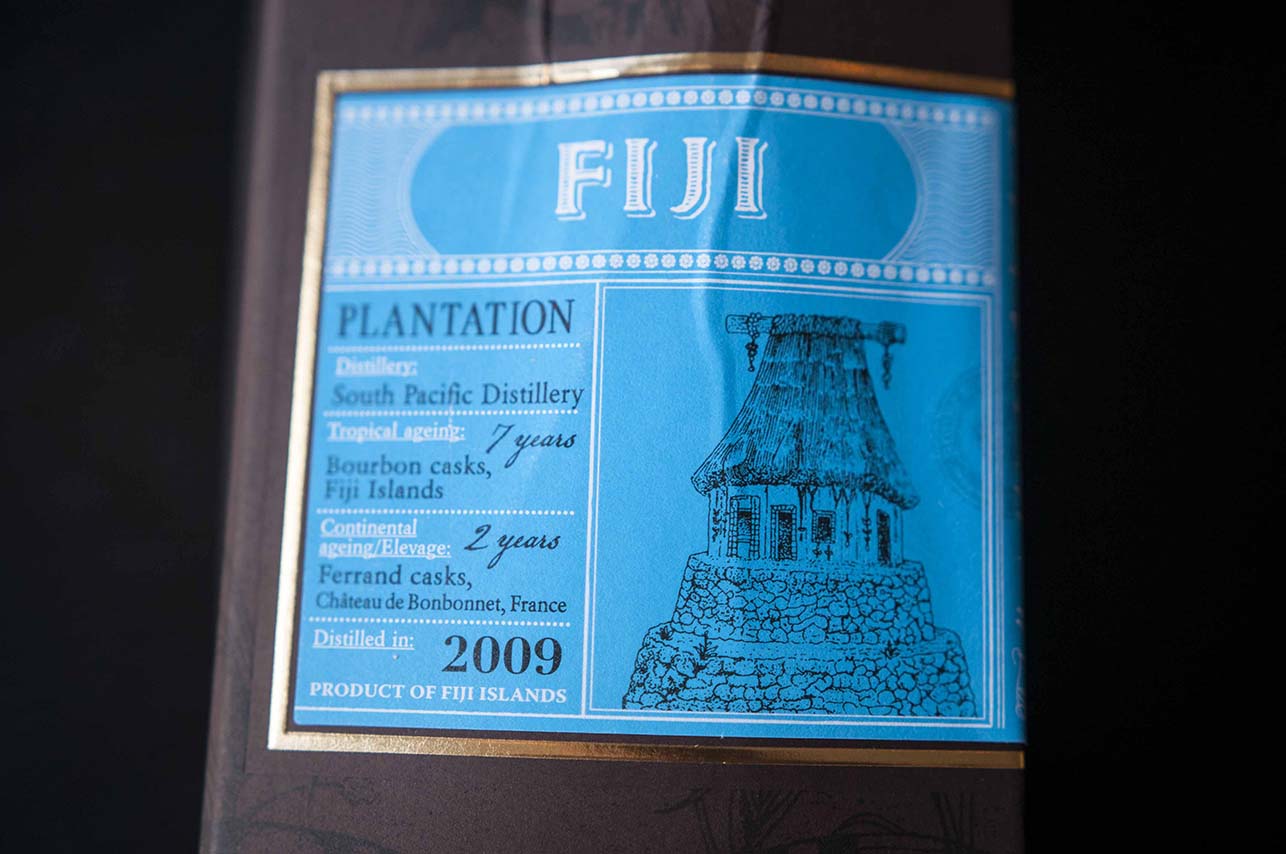 FIJI
PLANTATION
Distillery:
South Pacific Distillery
Tropical ageing: 7 years
Bourbon casks,
Fiji Islands
Continental
ageing/Elevage: 2 years
Ferrand casks,
Château de Bonbonnet, France
Distilled in: 2009
PRODUCT OF FIJI ISLANDS